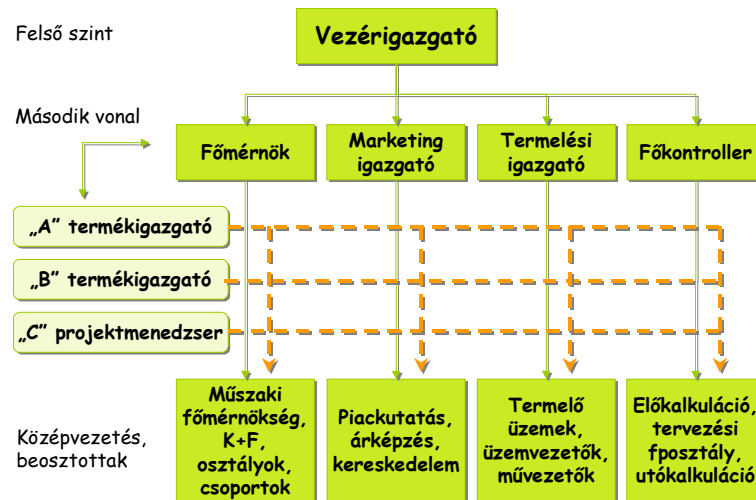 Felső szint
Vezérigazgató
Második vonal
Főmérnök
Marketing
igazgató
Termelési
igazgató
Főkontroller
„A” termékigazgató
„B” termékigazgató
„C” projektmenedzser
Középvezetés,
beosztottak
Műszaki
főmérnökség,
K+F,
osztályok,
csoportok
Piackutatás,
árképzés,
kereskedelem
Termelő
üzemek,
üzemvezetők,
művezetők
Előkalkuláció,
tervezési
fposztály,
utókalkuláció